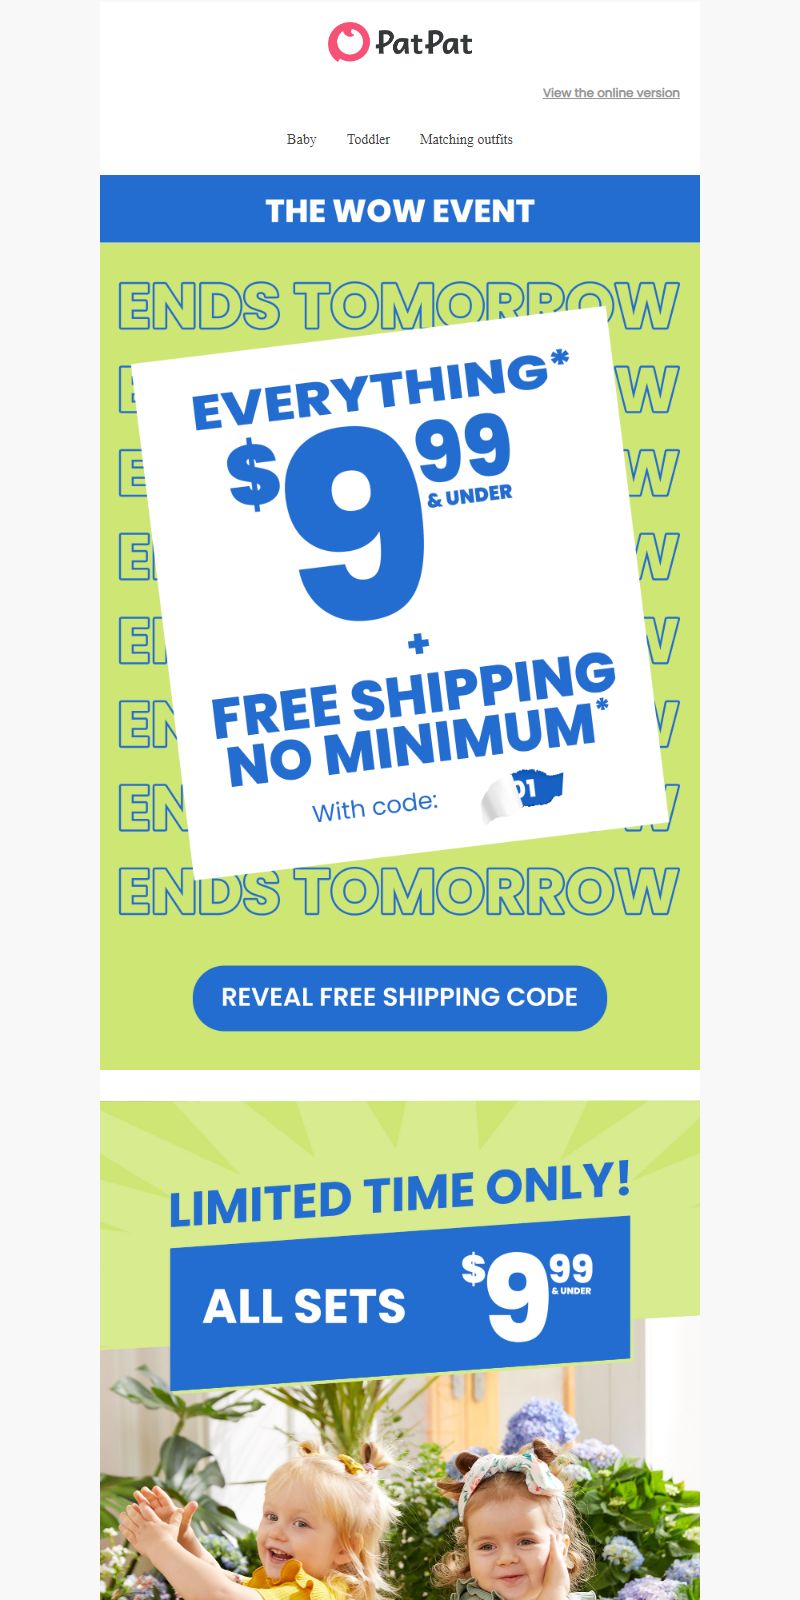 PatPat
View the online version
Baby Toddler Matching outfits
THE WOW EVENT
ENDS TOMORROW
EVERYTHING*
$9.99
& UNDER
+
FREE SHIPPING
NO MINIMUM*
With code:
ENDS TOMORROW
REVEAL FREE SHIPPING CODE
LIMITED TIME ONLY!
ALL SETS $9.99
& UNDER